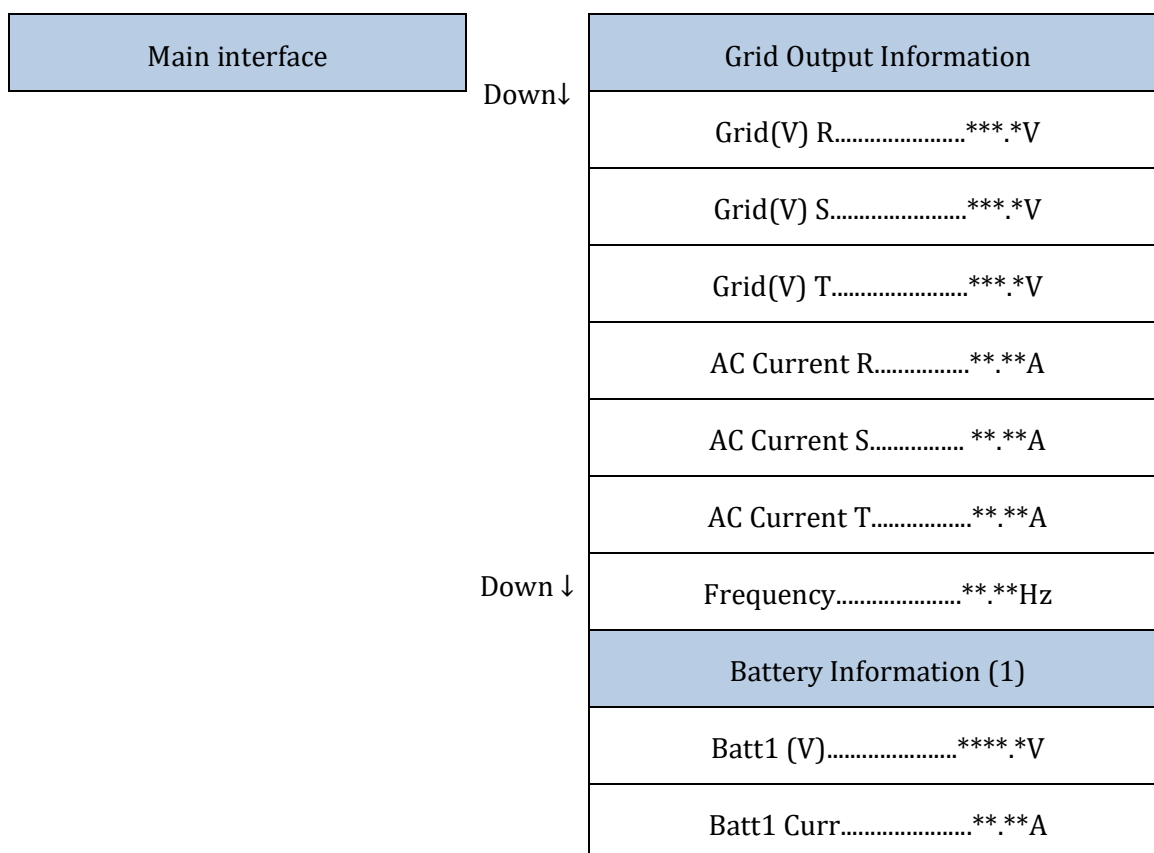 Main interface
Grid Output Information
Down↓
Grid(V) R......................***.*V
Grid(V) S.......................***.*V
Grid(V) T.......................***.*V
AC Current R................**.**A
AC Current S................ **.**A
AC Current T.................**.**A
Down ↓
Frequency.....................**.**Hz
Battery Information (1)
Batt1 (V)......................****.*V
Batt1 Curr......................**.**A